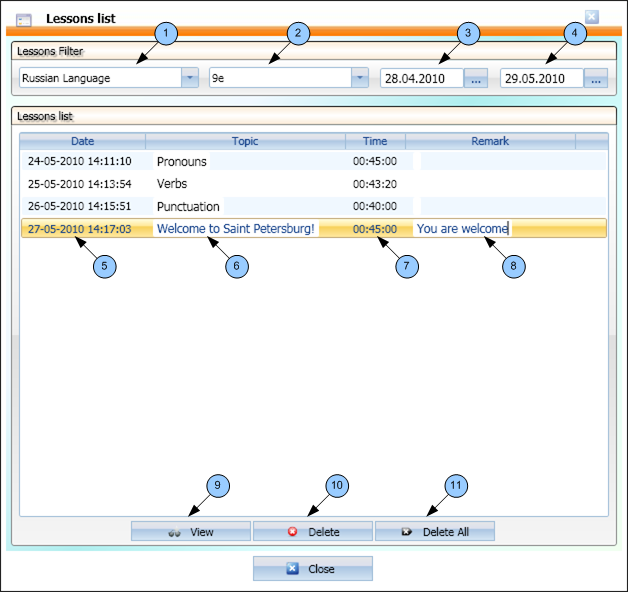 Lessons list
1 2 3 4
Lessons Filter
Russian Language 9e 28.04.2010 ... 29.05.2010 ...
Lessons list
Date Topic Time Remark
24-05-2010 14:11:10 Pronouns 00:45:00
25-05-2010 14:13:54 Verbs 00:43:20
26-05-2010 14:15:51 Punctuation 00:40:00
27-05-2010 14:17:03 Welcome to Saint Petersburg! 00:45:00 You are welcome
5 6 7 8
9 10 11
View Delete Delete All
Close